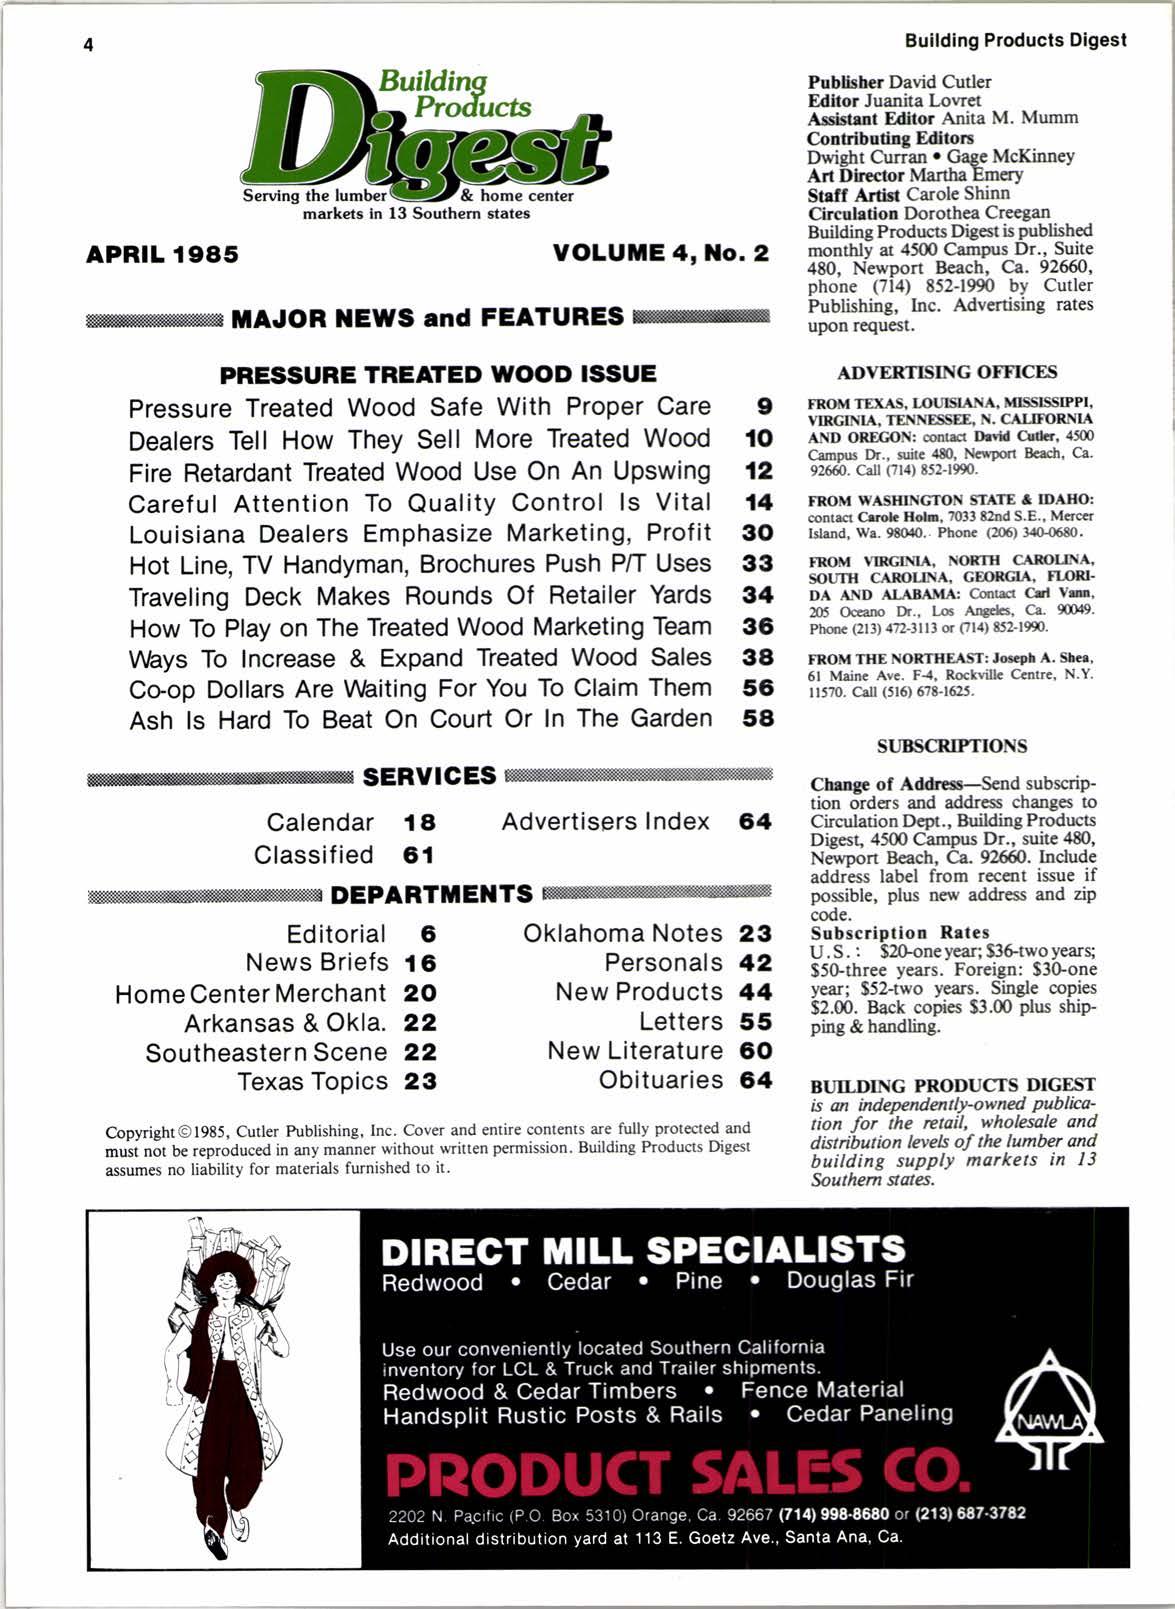 4
Building Products Digest
Building
Products
Digest
Serving the lumber & home center
markets in 13 Southern states
APRIL 1985
VOLUME 4, No. 2
MAJOR NEWS and FEATURES
PRESSURE TREATED WOOD ISSUE
Pressure Treated Wood Safe With Proper Care 9
Dealers Tell How They Sell More Treated Wood 10
Fire Retardant Treated Wood Use On An Upswing 12
Careful Attention To Quality Control Is Vital 14
Louisiana Dealers Emphasize Marketing, Profit 30
Hot Line, TV Handyman, Brochures Push P/T Uses 33
Traveling Deck Makes Rounds Of Retailer Yards 34
How To Play on The Treated Wood Marketing Team 36
Ways To Increase & Expand Treated Wood Sales 38
Co-op Dollars Are Waiting For You To Claim Them 56
Ash Is Hard To Beat On Court Or In The Garden 58
SERVICES
Calendar 18
Classified 61
Advertisers Index 64
DEPARTMENTS
Editorial 6
News Briefs 16
Home Center Merchant 20
Arkansas & Okla. 22
Southeastern Scene 22
Texas Topics 23
Oklahoma Notes 23
Personals 42
New Products 44
Letters 55
New Literature 60
Obituaries 64
Copyright©1985, Cutler Publishing, Inc. Cover and entire contents are fully protected and
must not be reproduced in any manner without written permission. Building Products Digest
assumes no liability for materials furnished to it.
Publisher David Cutler
Editor Juanita Lovret
Assistant Editor Anita M. Mumm
Contributing Editors
Dwight Curran • Gage McKinney
Art Director Martha Emery
Staff Artist Carole Shinn
Circulation Dorothea Creegan
Building Products Digest is published
monthly at 4500 Campus Dr., Suite
480, Newport Beach, Ca. 92660,
phone (714) 852-1990 by Cutler
Publishing, Inc. Advertising rates
upon request.
ADVERTISING OFFICES
FROM TEXAS, LOUISIANA, MISSISSIPPI,
VIRGINIA, TENNESSEE, N. CALIFORNIA
AND OREGON: contact David Cutler, 4500
Campus Dr., suite 480, Newport Beach, Ca.
92660. Call (714) 852-1990.
FROM WASHINGTON STATE & IDAHO:
contact Carole Holm, 7033 82nd S.E., Mercer
Island, Wa. 98040. Phone (206) 340-0680.
FROM VIRGINIA, NORTH CAROLINA,
SOUTH CAROLINA, GEORGIA, FLORI-
DA AND ALABAMA: Contact Carl Vann,
205 Oceano Dr., Los Angeles, Ca. 90049.
Phone (213) 472-3113 or (714) 852-1990.
FROM THE NORTHEAST: Joseph A. Shea,
61 Maine Ave. F-4, Rockville Centre, N.Y.
11570. Call (516) 678-1625.
SUBSCRIPTIONS
Change of Address—Send subscrip-
tion orders and address changes to
Circulation Dept., Building Products
Digest, 4500 Campus Dr., suite 480,
Newport Beach, Ca. 92660. Include
address label from recent issue if
possible, plus new address and zip
code.
Subscription Rates
U.S.: $20-one year; $36-two years;
$50-three years. Foreign: $30-one
year; $52-two years. Single copies
$2.00. Back copies $3.00 plus ship-
ping & handling.
BUILDING PRODUCTS DIGEST
is an independently-owned publica-
tion for the retail, wholesale and
distribution levels of the lumber and
building supply markets in 13
Southern states.
DIRECT MILL SPECIALISTS
Redwood • Cedar • Pine • Douglas Fir
Use our conveniently located Southern California
inventory for LCL & Truck and Trailer shipments.
Redwood & Cedar Timbers • Fence Material
Handsplit Rustic Posts & Rails • Cedar Paneling
NAWLA
PRODUCT SALES CO.
2202 N. Pacific (P.O. Box 5310) Orange, Ca. 92667 (714) 998-8680 or (213) 687-3782
Additional distribution yard at 113 E. Goetz Ave., Santa Ana, Ca.